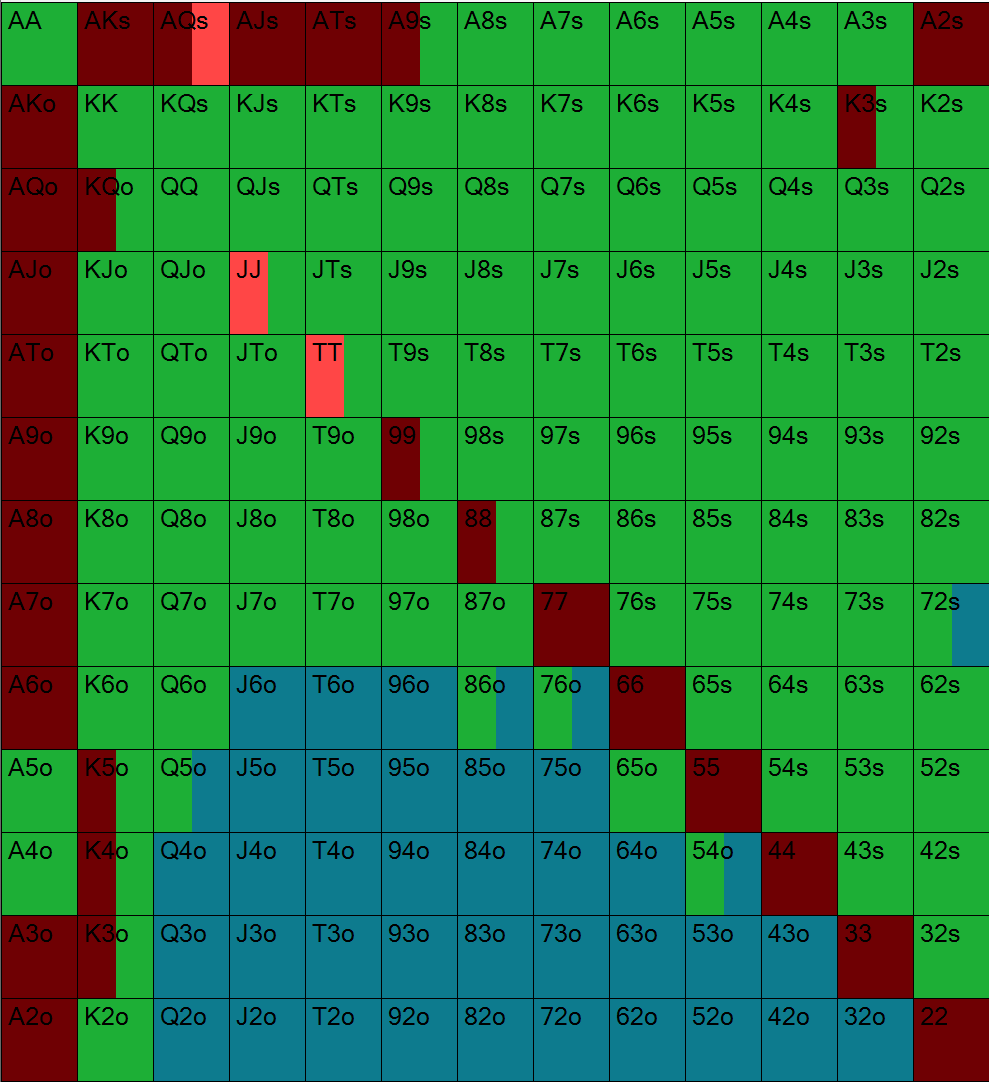 AA AKs AQs AJs ATs A9s A8s A7s A6s A5s A4s A3s A2s
AKo KK KQs KJs KTs K9s K8s K7s K6s K5s K4s K3s K2s
AQo KQo QQ QJs QTs Q9s Q8s Q7s Q6s Q5s Q4s Q3s Q2s
AJo KJo QJo JJ JTs J9s J8s J7s J6s J5s J4s J3s J2s
ATo KTo QTo JTo TT T9s T8s T7s T6s T5s T4s T3s T2s
A9o K9o Q9o J9o T9o 99 98s 97s 96s 95s 94s 93s 92s
A8o K8o Q8o J8o T8o 98o 88 87s 86s 85s 84s 83s 82s
A7o K7o Q7o J7o T7o 97o 87o 77 76s 75s 74s 73s 72s
A6o K6o Q6o J6o T6o 96o 86o 76o 66 65s 64s 63s 62s
A5o K5o Q5o J5o T5o 95o 85o 75o 65o 55 54s 53s 52s
A4o K4o Q4o J4o T4o 94o 84o 74o 64o 54o 44 43s 42s
A3o K3o Q3o J3o T3o 93o 83o 73o 63o 53o 43o 33 32s
A2o K2o Q2o J2o T2o 92o 82o 72o 62o 52o 42o 32o 22